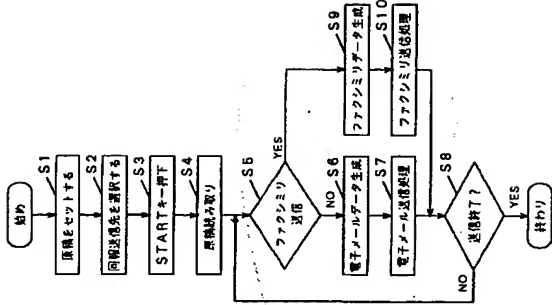 始め
S1
原稿をセットする
S2
同報送信先を選択する
S3
STARTキー押下
S4
原稿読み取り
S5
ファクシミリ
送信
YES
NO
S6
電子メールデータ生成
S7
電子メール送信処理
S9
ファクシミリデータ生成
S10
ファクシミリ送信処理
S8
送信終了?
NO
YES
終わり